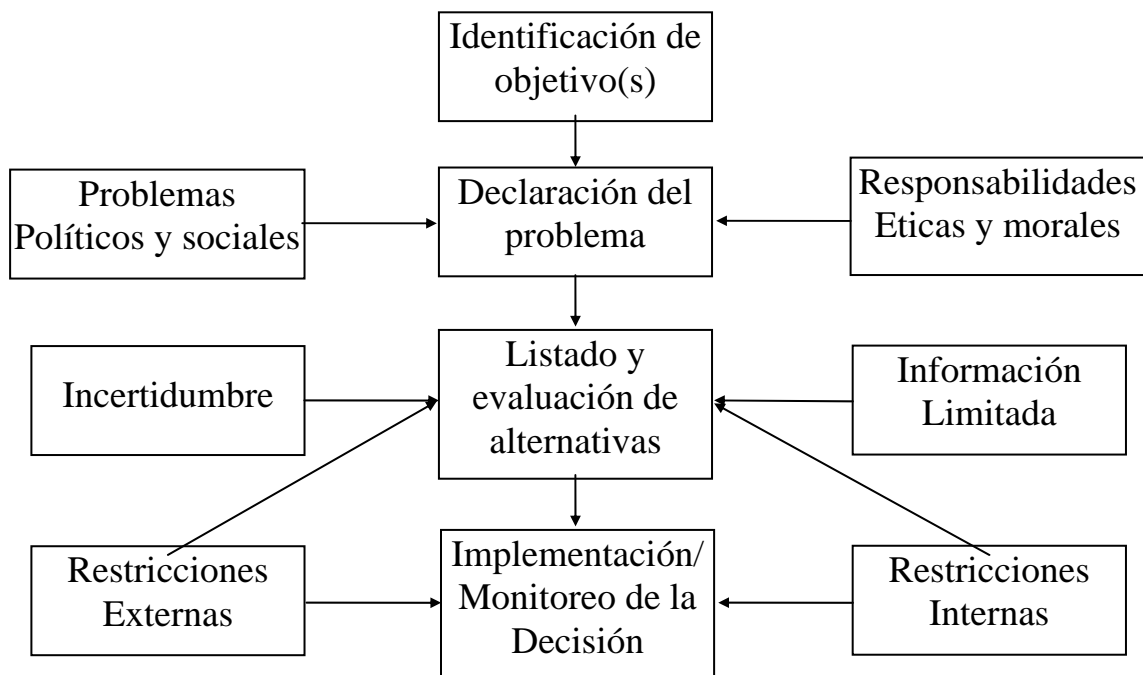 Identificación de
objetivo(s)
Problemas
Políticos y sociales
Declaración del
problema
Responsabilidades
Eticas y morales
Incertidumbre
Listado y
evaluación de
alternativas
Información
Limitada
Restricciones
Externas
Implementación/
Monitoreo de la
Decisión
Restricciones
Internas